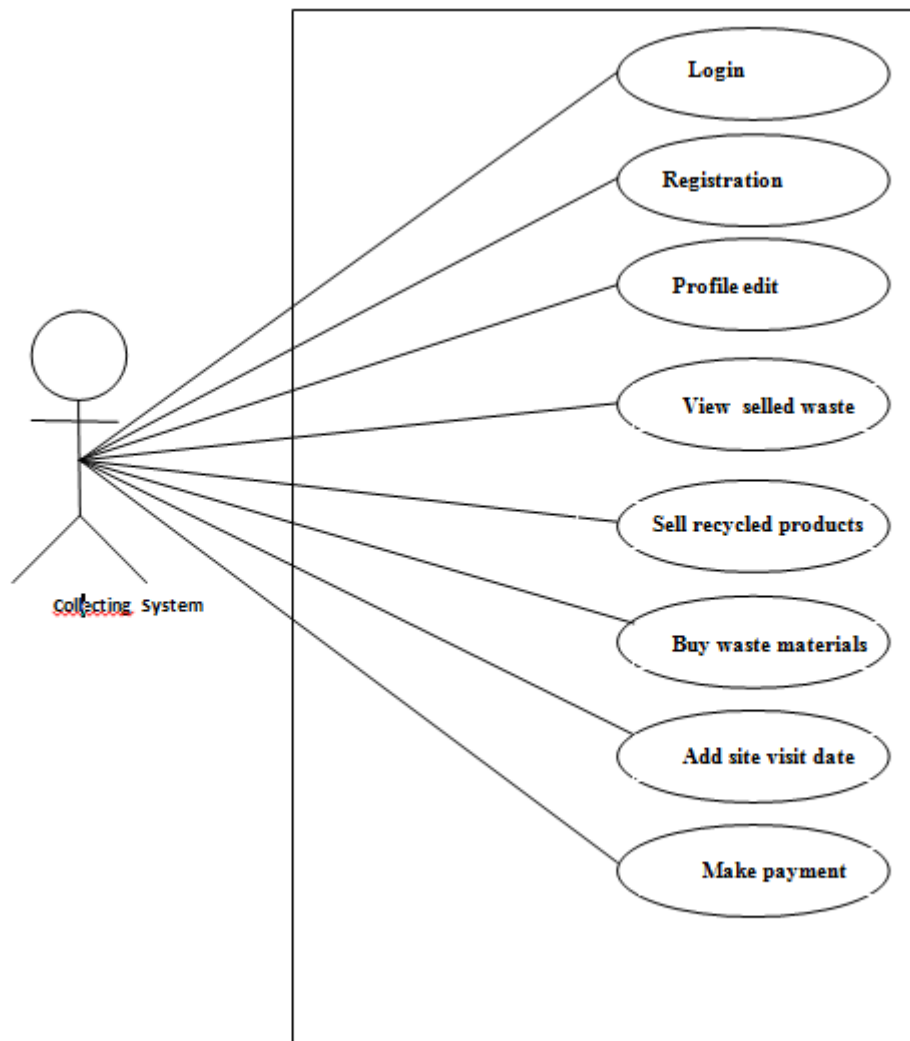 Login
Registration
Profile edit
View selled waste
Sell recycled products
Collecting System
Buy waste materials
Add site visit date
Make payment